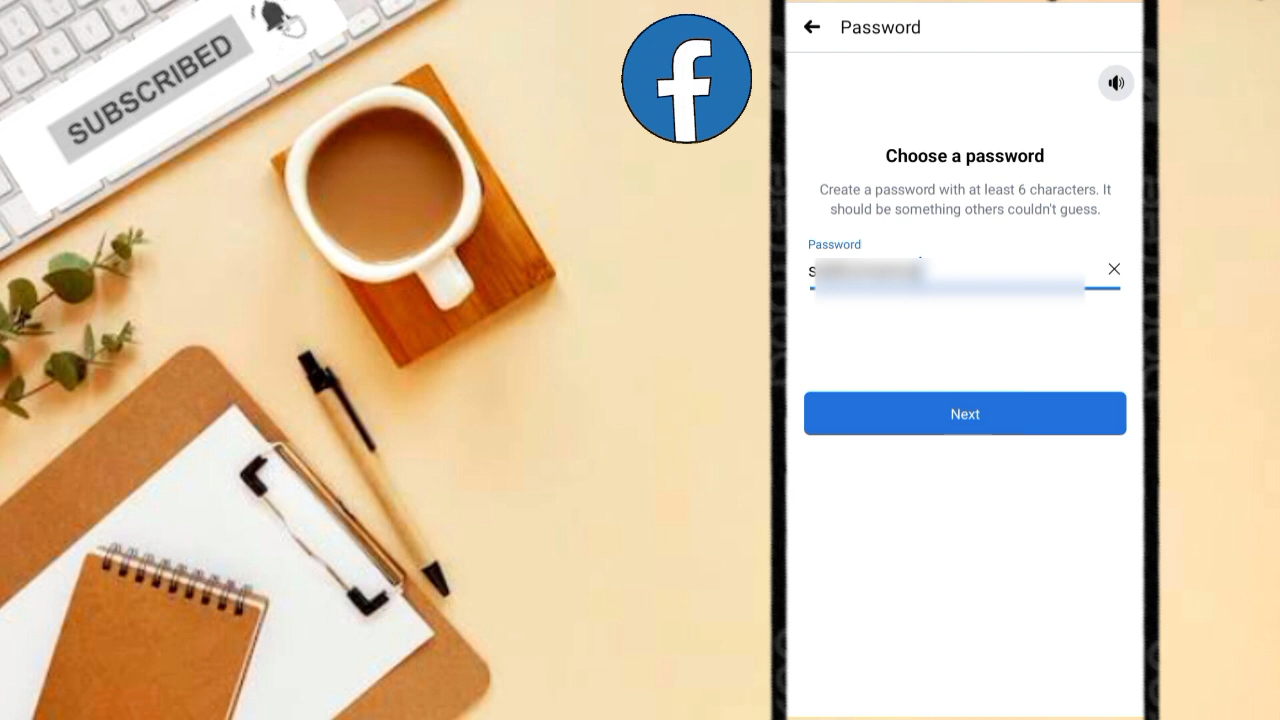 SUBSCRIBED
f
Password
Choose a password
Create a password with at least 6 characters. It
should be something others couldn't guess.
Password
s
Next